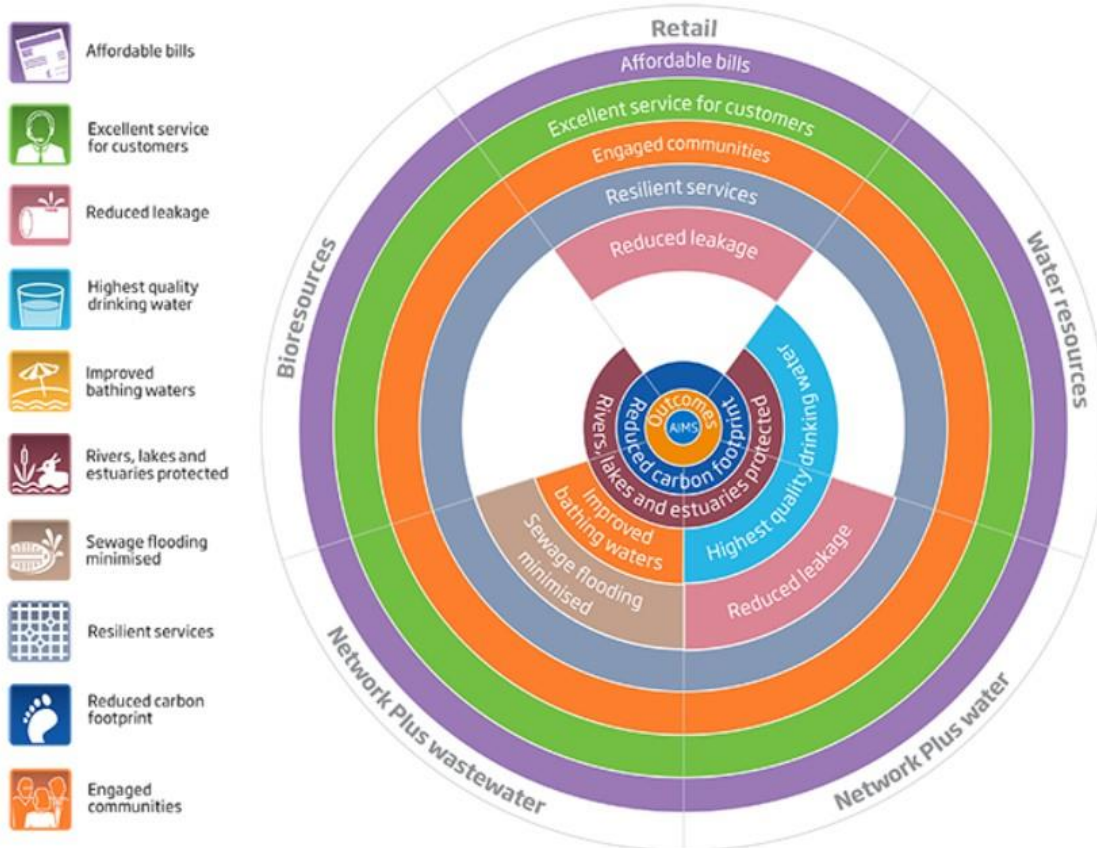 Affordable bills
Excellent service
for customers
Reduced leakage
Highest quality
drinking water
Improved
bathing waters
Rivers, lakes and
estuaries protected
Sewage flooding
minimised
Resilient services
Reduced carbon
footprint
Engaged
communities
Retail
Affordable bills
Excellent service for customers
Engaged communities
Resilient services
Reduced leakage
Bioresources
Water resources
Highest quality drinking water
Outcomes
AIMS
Reduced carbon footprint
Rivers, lakes and estuaries protected
Improved
bathing waters
Sewage flooding
minimised
Reduced leakage
Network Plus wastewater
Network Plus water